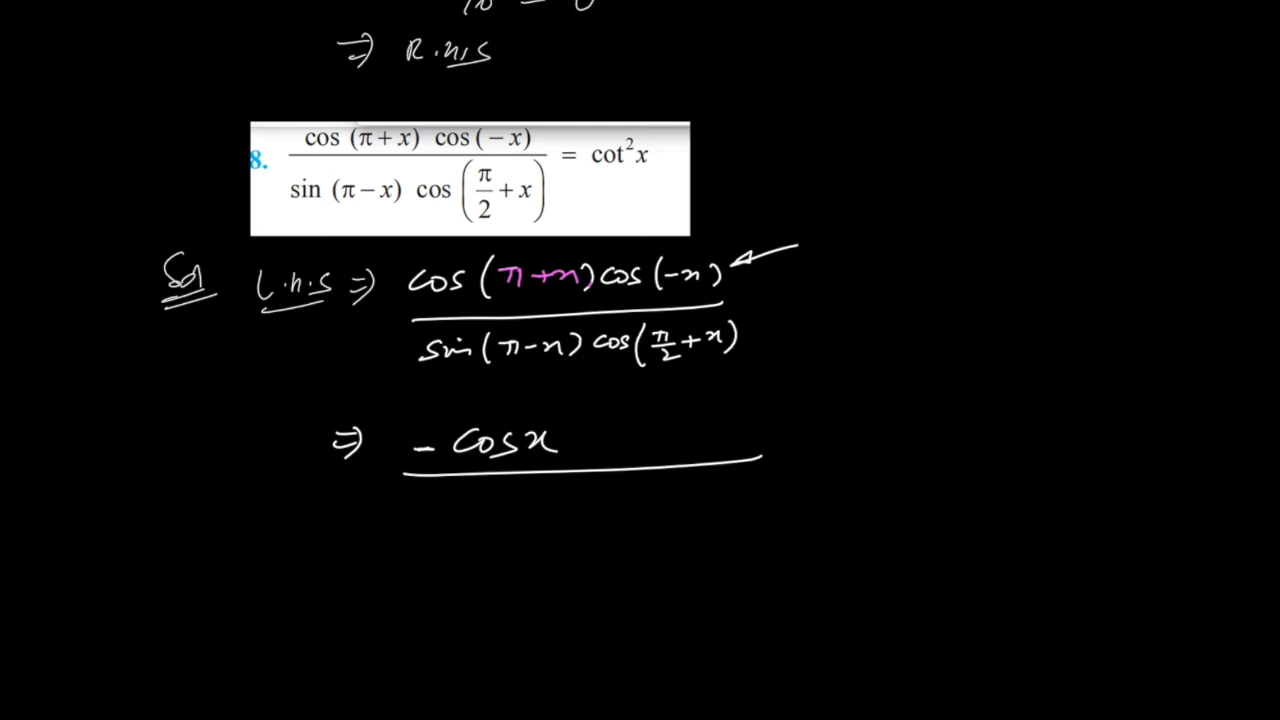 ⇒ R.H.S
8. cos (π + x) cos (− x) / sin (π − x) cos (π/2 + x) = cot²x
Sol L.H.S ⇒ cos (π + x) cos (−x) / sin (π − x) cos (π/2 + x)
⇒ − cos x